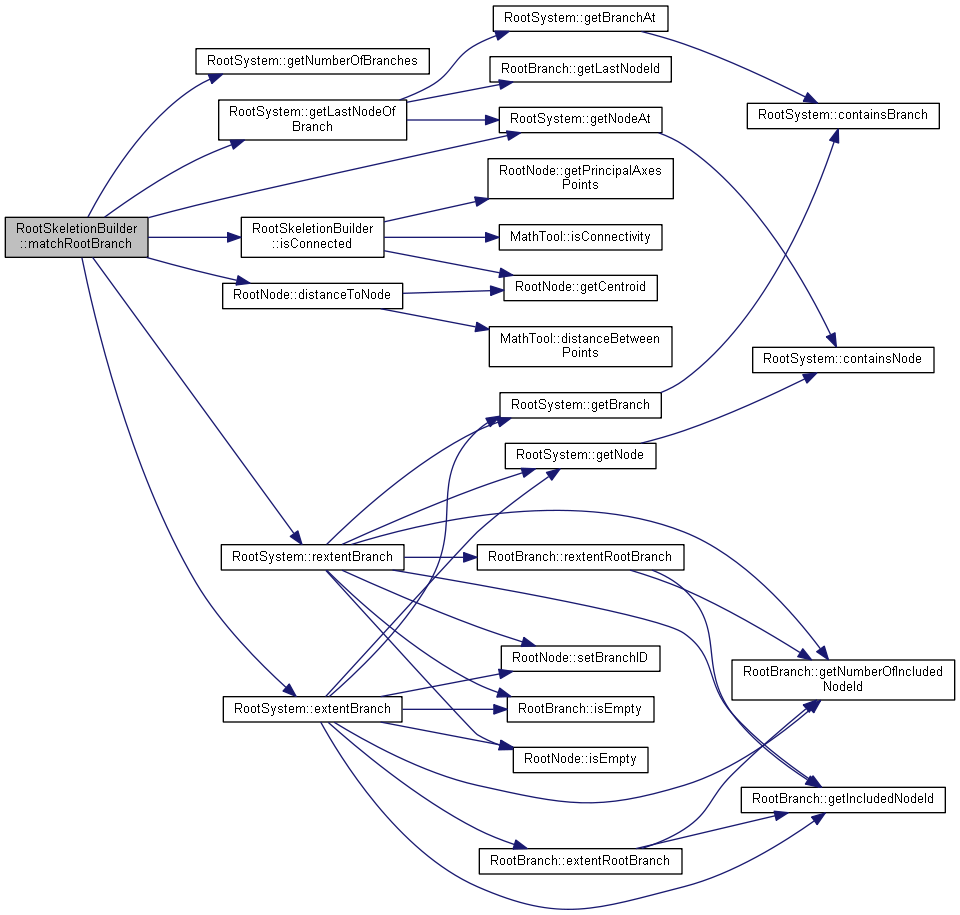 RootSkeletionBuilder
::matchRootBranch
RootSystem::getNumberOfBranches
RootSystem::getLastNodeOf
Branch
RootSkeletionBuilder
::isConnected
RootNode::distanceToNode
RootSystem::rextentBranch
RootSystem::extentBranch
RootSystem::getBranchAt
RootBranch::getLastNodeId
RootSystem::getNodeAt
RootNode::getPrincipalAxes
Points
MathTool::isConnectivity
RootNode::getCentroid
MathTool::distanceBetween
Points
RootSystem::getBranch
RootSystem::getNode
RootBranch::rextentRootBranch
RootNode::setBranchID
RootBranch::isEmpty
RootNode::isEmpty
RootBranch::extentRootBranch
RootSystem::containsBranch
RootSystem::containsNode
RootBranch::getNumberOfIncluded
NodeId
RootBranch::getIncludedNodeId